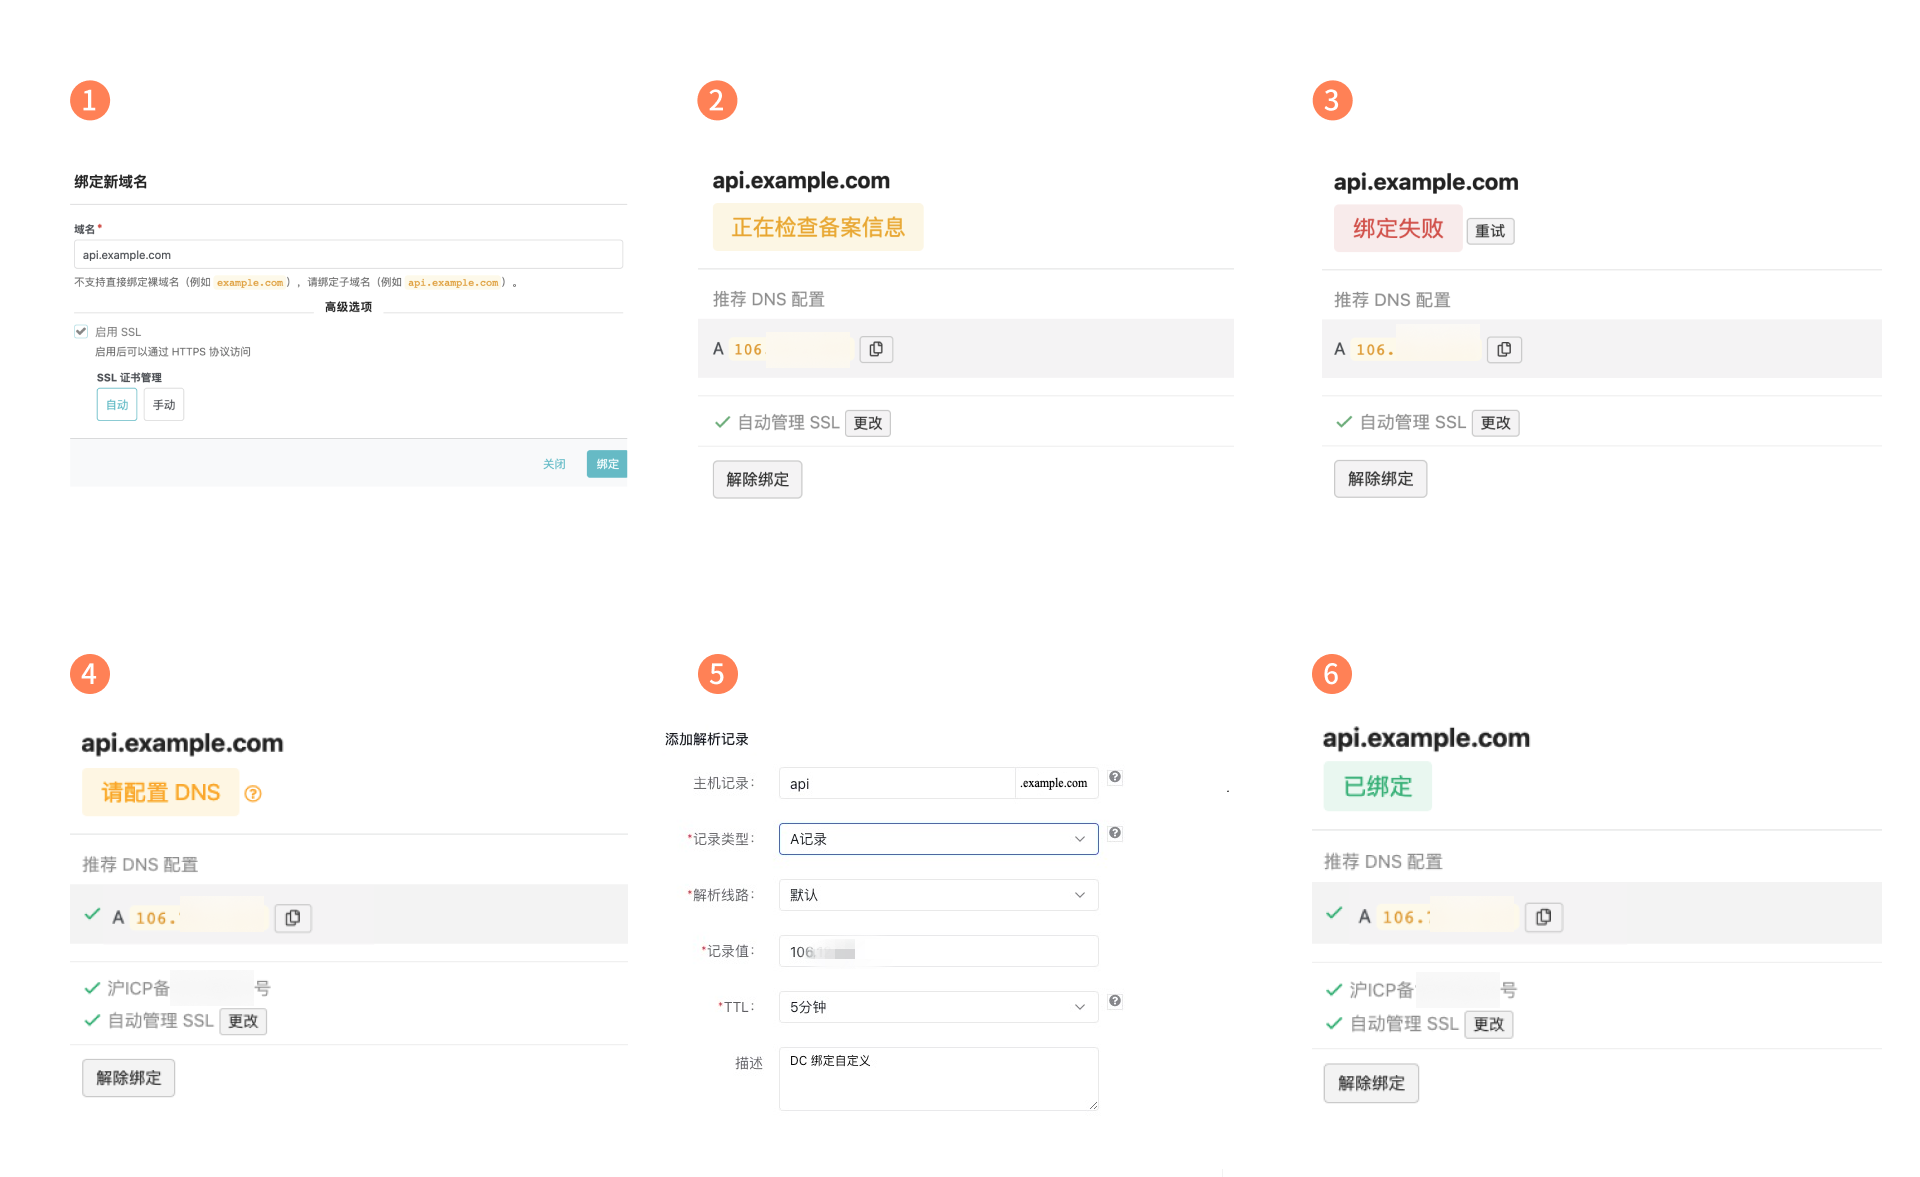 1
绑定新域名
域名*
api.example.com
不支持直接绑定裸域名（例如 example.com），请绑定子域名（例如 api.example.com）。
高级选项
启用 SSL
启用后可以通过 HTTPS 协议访问
SSL 证书管理
自动 手动
关闭 绑定
2
api.example.com
正在检查备案信息
推荐 DNS 配置
A 106
自动管理 SSL 更改
解除绑定
3
api.example.com
绑定失败 重试
推荐 DNS 配置
A 106.
自动管理 SSL 更改
解除绑定
4
api.example.com
请配置 DNS ?
推荐 DNS 配置
A 106.
沪ICP备 号
自动管理 SSL 更改
解除绑定
5
添加解析记录
主机记录： api .example.com ?
*记录类型： A记录 ?
*解析线路： 默认
*记录值： 106
*TTL： 5分钟 ?
描述 DC 绑定自定义
6
api.example.com
已绑定
推荐 DNS 配置
A 106.
沪ICP备 号
自动管理 SSL 更改
解除绑定